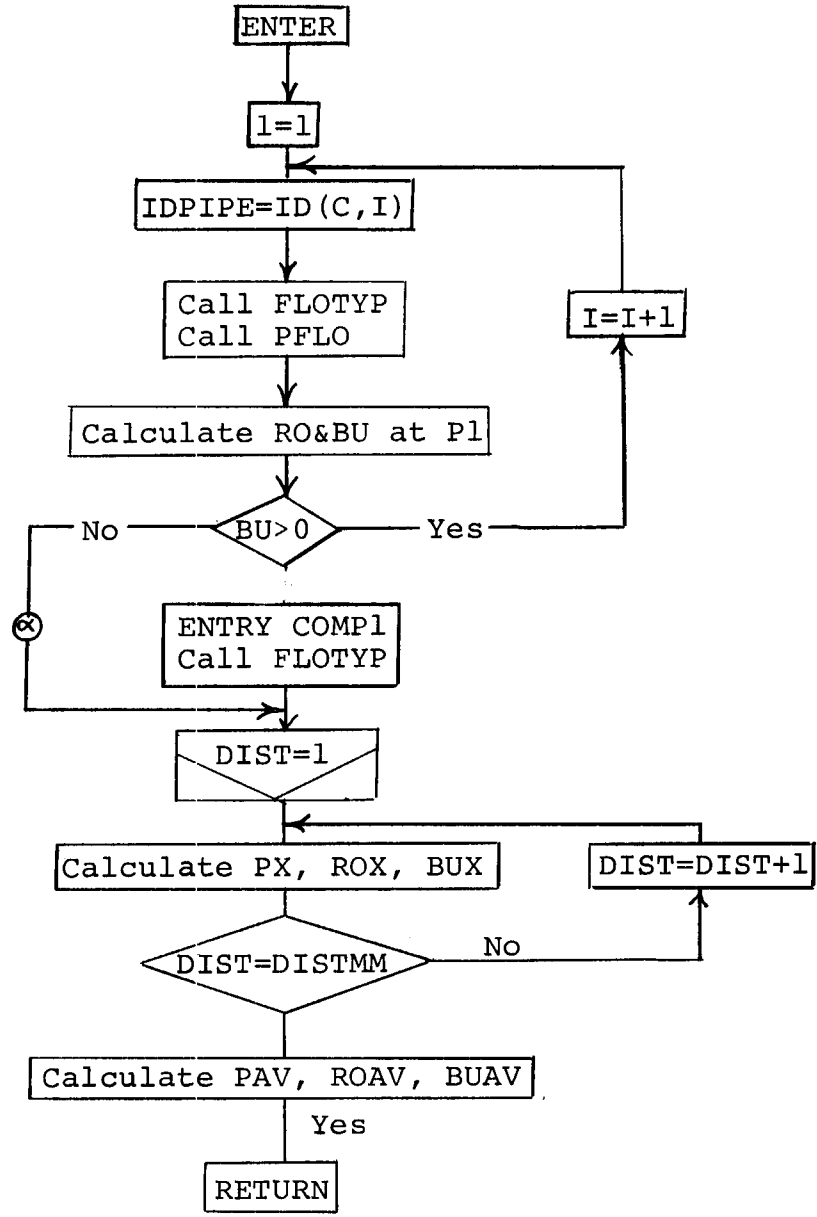 ENTER
1=1
IDPIPE=ID(C,I)
Call FLOTYP
Call PFLO
I=I+1
Calculate RO&BU at P1
No
BU>0
Yes
∝
ENTRY COMP1
Call FLOTYP
DIST=1
Calculate PX, ROX, BUX
DIST=DIST+1
No
DIST=DISTMM
Calculate PAV, ROAV, BUAV
Yes
RETURN